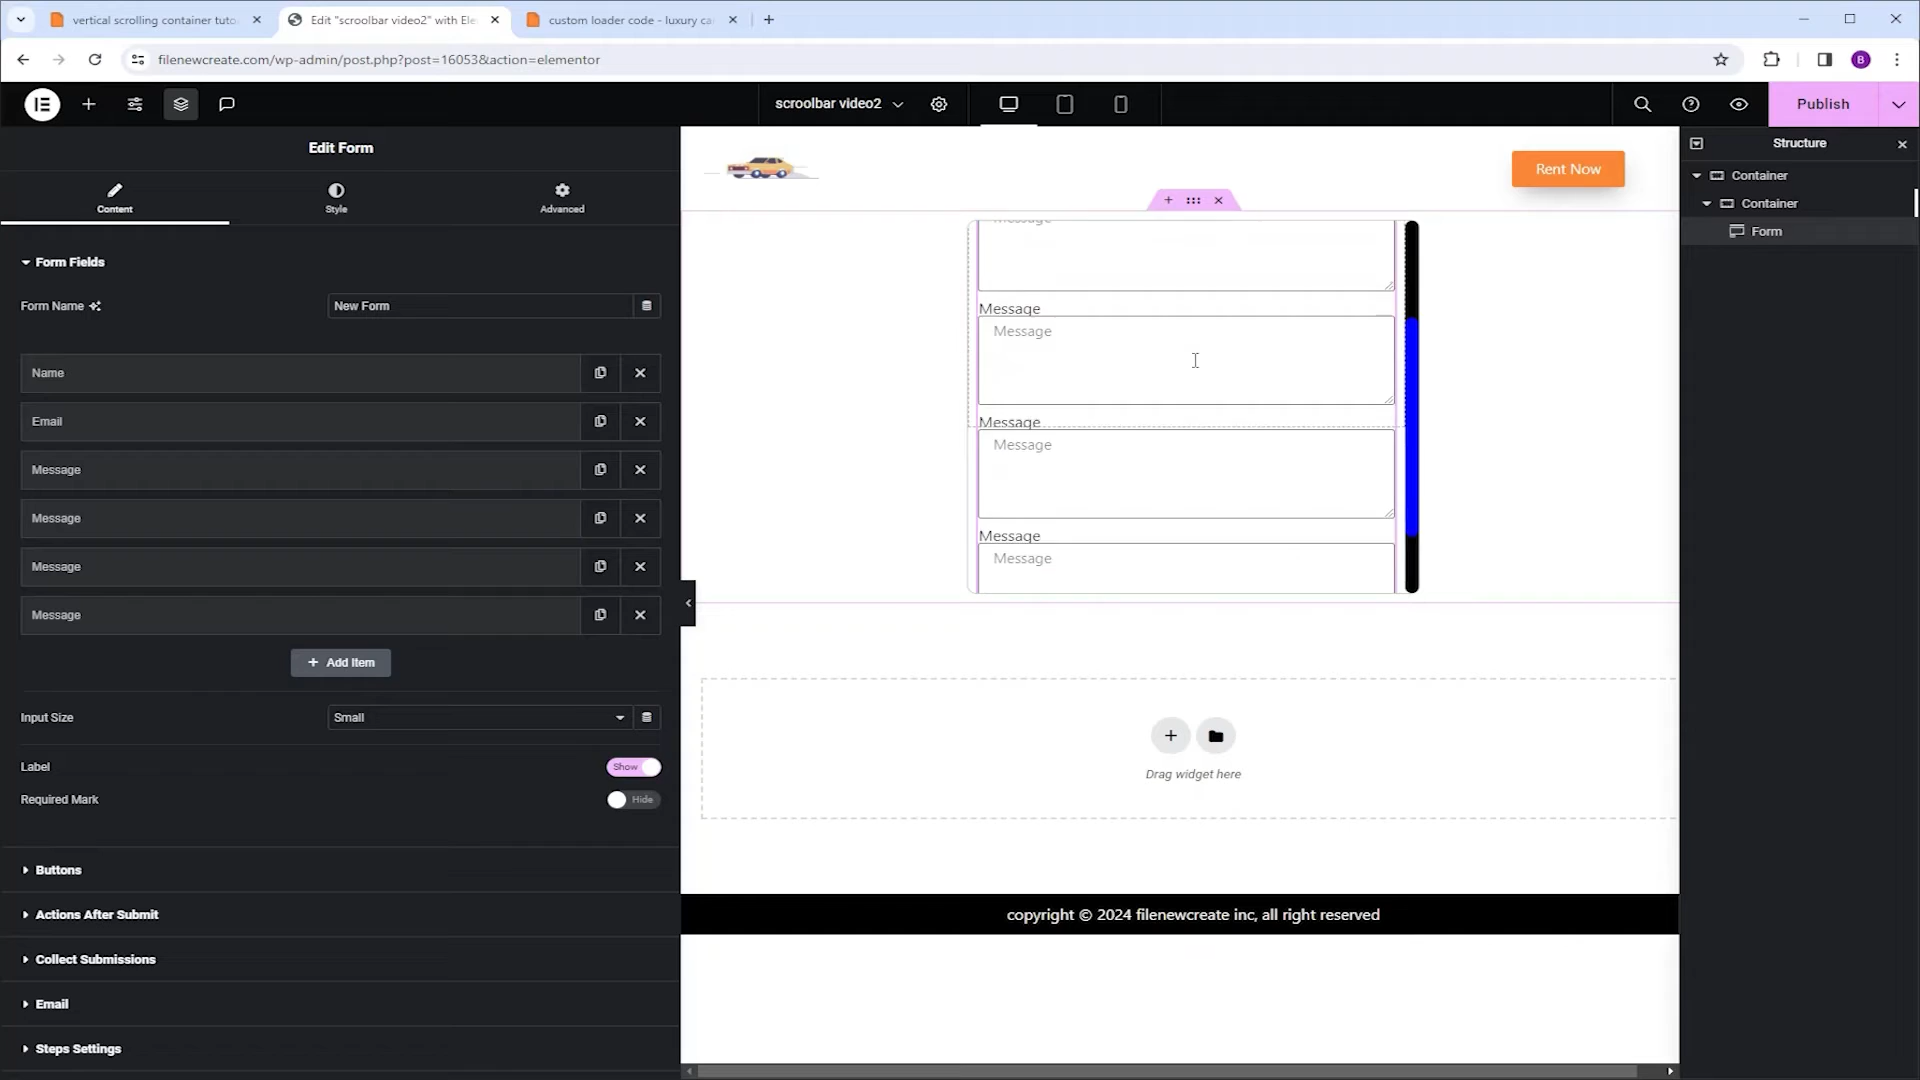 vertical scrolling container tuto
Edit "scroolbar video2" with Ele
custom loader code - luxury ca
filenewcreate.com/wp-admin/post.php?post=16053&action=elementor
B
scroolbar video2
Publish
Edit Form
Content
Style
Advanced
Form Fields
Form Name
New Form
Name
Email
Message
Message
Message
Message
Add Item
Input Size
Small
Label
Show
Required Mark
Hide
Buttons
Actions After Submit
Collect Submissions
Email
Steps Settings
Rent Now
Message
Message
Message
Message
Message
Message
Message
Drag widget here
copyright © 2024 filenewcreate inc, all right reserved
Structure
Container
Container
Form